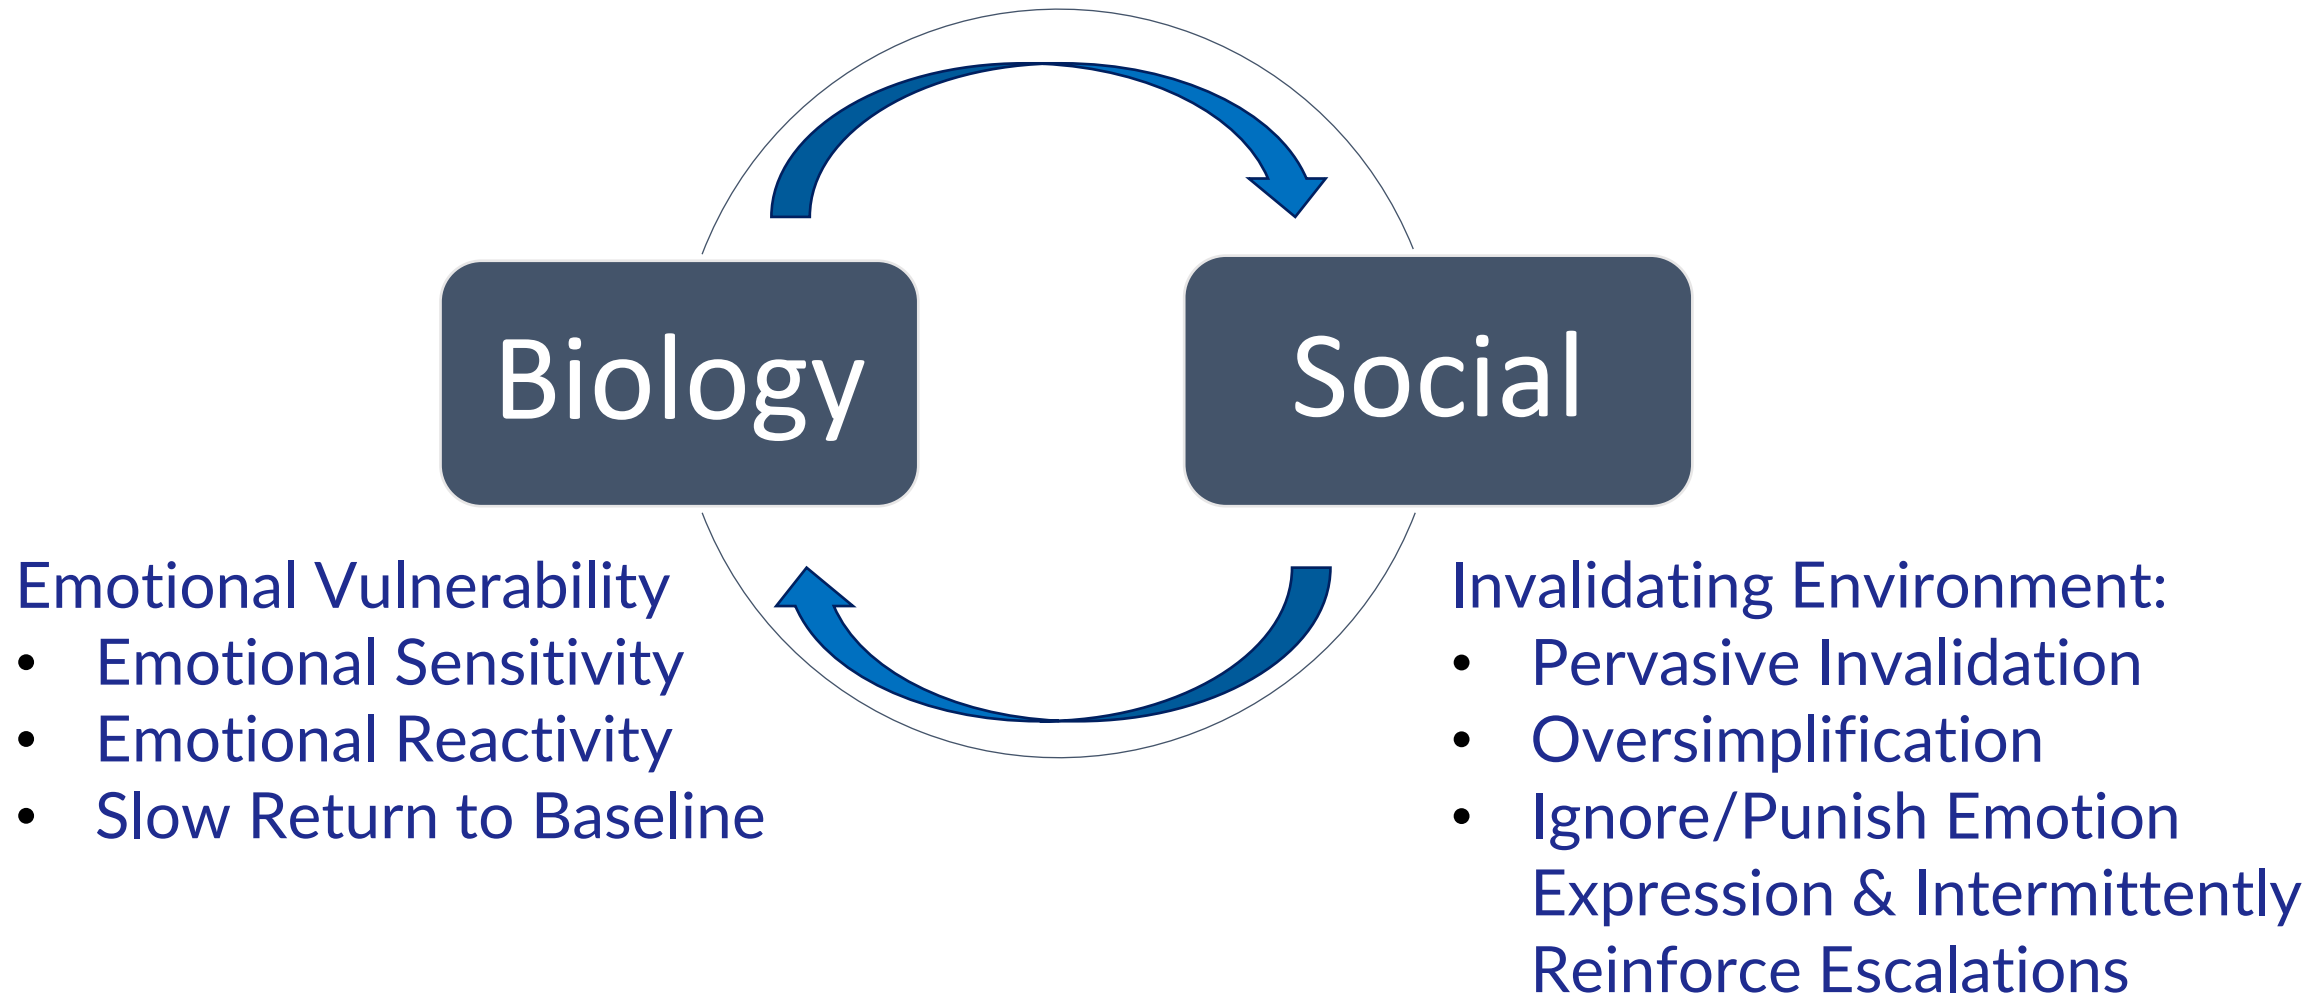 Biology
Social
Emotional Vulnerability
• Emotional Sensitivity
• Emotional Reactivity
• Slow Return to Baseline
Invalidating Environment:
• Pervasive Invalidation
• Oversimplification
• Ignore/Punish Emotion
Expression & Intermittently
Reinforce Escalations